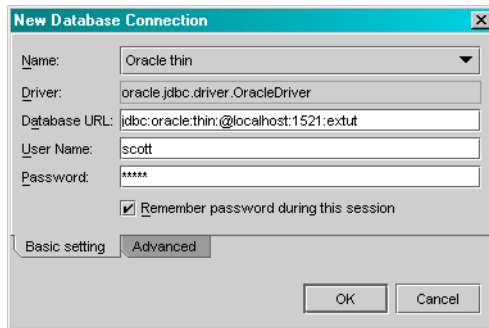 New Database Connection
Name: Oracle thin
Driver: oracle.jdbc.driver.OracleDriver
Database URL: jdbc:oracle:thin:@localhost:1521:extut
User Name: scott
Password: *****
Remember password during this session
Basic setting Advanced
OK Cancel